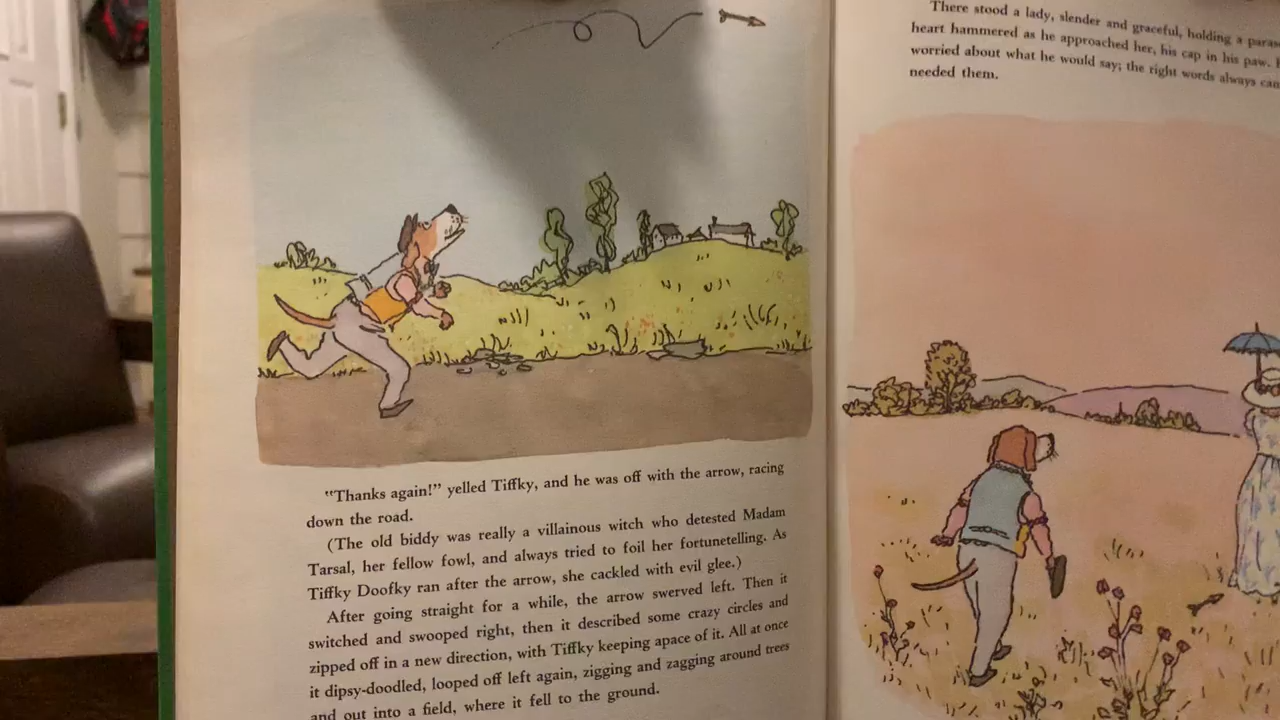 "Thanks again!" yelled Tiffky, and he was off with the arrow, racing
down the road.
(The old biddy was really a villainous witch who detested Madam
Tarsal, her fellow fowl, and always tried to foil her fortunetelling. As
Tiffky Doofky ran after the arrow, she cackled with evil glee.)
After going straight for a while, the arrow swerved left. Then it
switched and swooped right, then it described some crazy circles and
zipped off in a new direction, with Tiffky keeping apace of it. All at once
it dipsy-doodled, looped off left again, zigging and zagging around trees
and out into a field, where it fell to the ground.
There stood a lady, slender and graceful, holding a
heart hammered as he approached her, his cap in his paw.
worried about what he would say; the right words always
needed them.